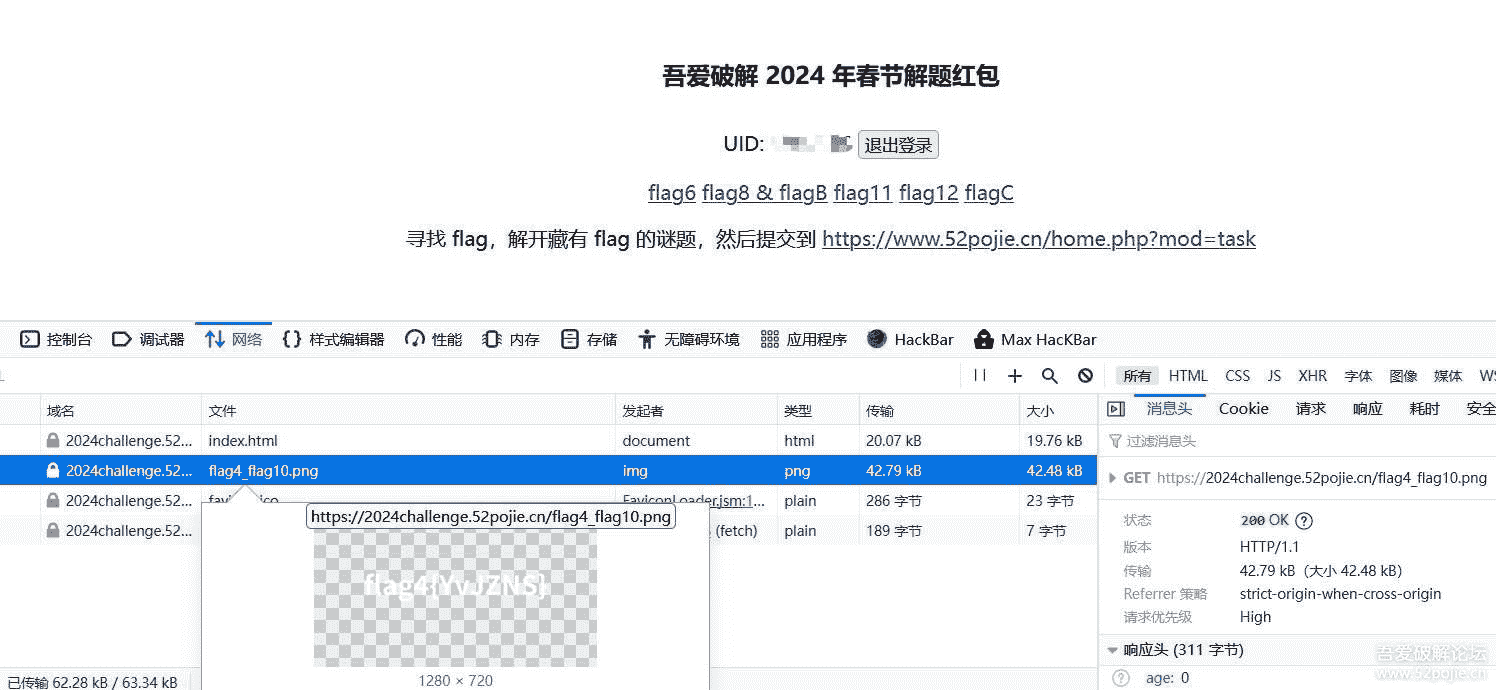 吾爱破解 2024 年春节解题红包
UID: 退出登录
flag6 flag8 & flagB flag11 flag12 flagC
寻找 flag，解开藏有 flag 的谜题，然后提交到 https://www.52pojie.cn/home.php?mod=task
控制台 调试器 网络 样式编辑器 性能 内存 存储 无障碍环境 应用程序 HackBar Max HacKBar
所有 HTML CSS JS XHR 字体 图像 媒体 WS
域名 文件 发起者 类型 传输 大小
2024challenge.52... index.html document html 20.07 kB 19.76 kB
2024challenge.52... flag4_flag10.png img png 42.79 kB 42.48 kB
2024challenge.52... FaviconLoader.jsm:1... plain 286 字节 23 字节
2024challenge.52... (fetch) plain 189 字节 7 字节
https://2024challenge.52pojie.cn/flag4_flag10.png
flag4{YvJZNS}
1280 × 720
已传输 62.28 kB / 63.34 kB
消息头 Cookie 请求 响应 耗时 安全
过滤消息头
GET https://2024challenge.52pojie.cn/flag4_flag10.png
状态 200 OK
版本 HTTP/1.1
传输 42.79 kB（大小 42.48 kB）
Referrer 策略 strict-origin-when-cross-origin
请求优先级 High
响应头 (311 字节)
age: 0
吾爱破解论坛
www.52pojie.cn